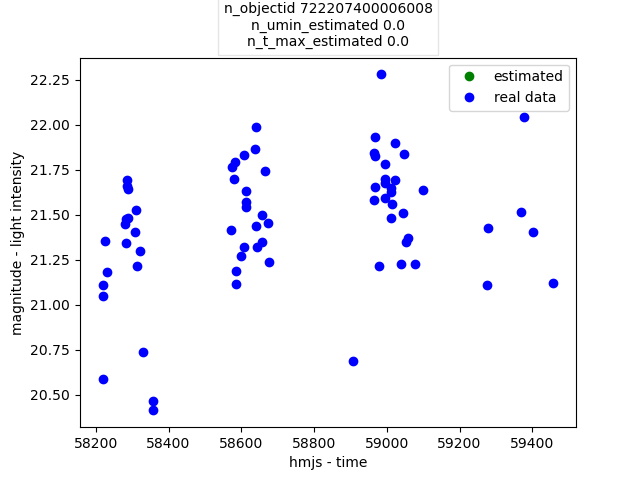 n_objectid 722207400006008
n_umin_estimated 0.0
n_t_max_estimated 0.0
estimated
real data
magnitude - light intensity
22.25
22.00
21.75
21.50
21.25
21.00
20.75
20.50
58200 58400 58600 58800 59000 59200 59400
hmjs - time